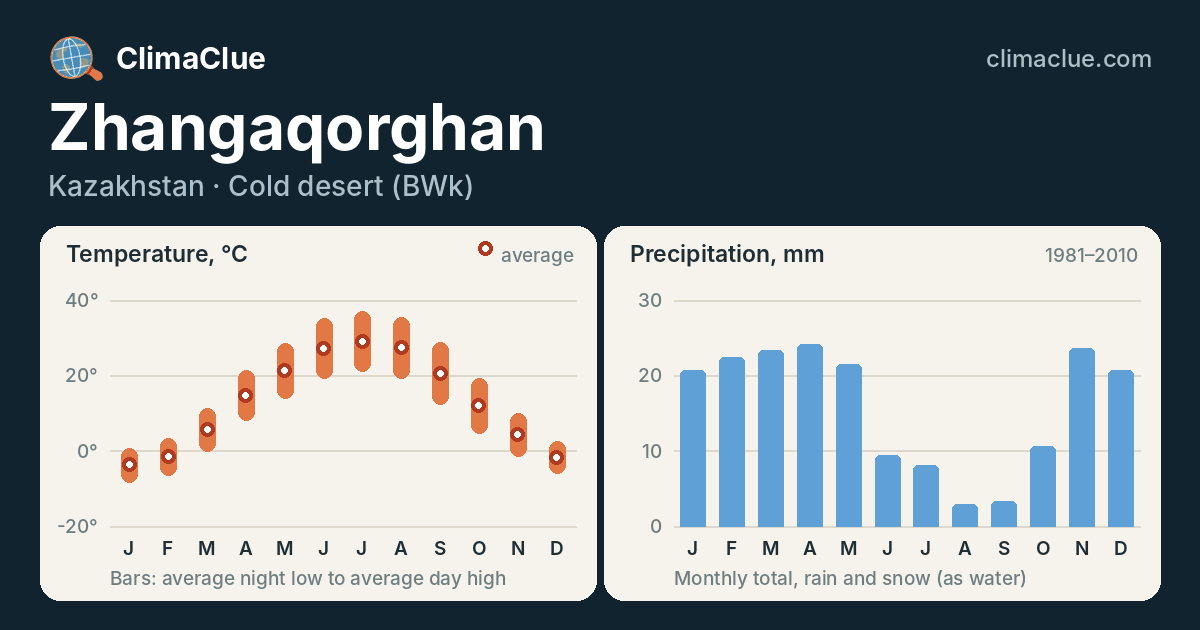 ClimaClue
climaclue.com
Zhangaqorghan
Kazakhstan · Cold desert (BWk)
Temperature, °C
average
40°
20°
0°
-20°
J F M A M J J A S O N D
Bars: average night low to average day high
Precipitation, mm
1981–2010
30
20
10
0
J F M A M J J A S O N D
Monthly total, rain and snow (as water)